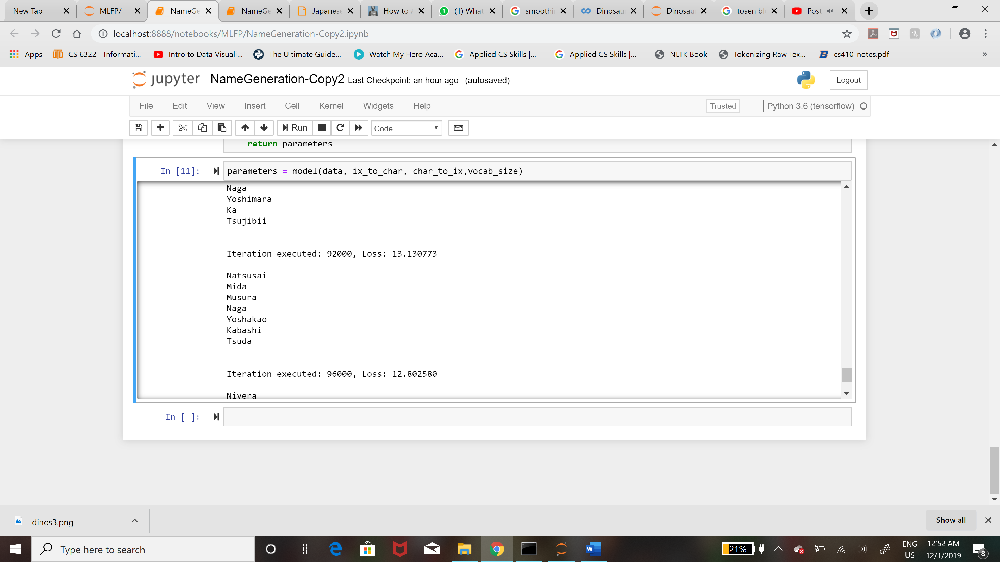 New Tab
MLFP/
NameGe
NameGe
Japanese
How to A
(1) What
smoothi
Dinosau
Dinosau
tosen bl
Post
localhost:8888/notebooks/MLFP/NameGeneration-Copy2.ipynb
Apps
CS 6322 - Informati...
Intro to Data Visuali...
The Ultimate Guide...
Watch My Hero Aca...
Applied CS Skills |...
Applied CS Skills |...
NLTK Book
Tokenizing Raw Tex...
cs410_notes.pdf
»
jupyter NameGeneration-Copy2 Last Checkpoint: an hour ago (autosaved)
Logout
File Edit View Insert Cell Kernel Widgets Help
Trusted
Python 3.6 (tensorflow)
Run
Code
return parameters
In [11]: parameters = model(data, ix_to_char, char_to_ix,vocab_size)
Naga
Yoshimara
Ka
Tsujibii
Iteration executed: 92000, Loss: 13.130773
Natsusai
Mida
Musura
Naga
Yoshakao
Kabashi
Tsuda
Iteration executed: 96000, Loss: 12.802580
Niyera
In [ ]:
dinos3.png
Show all
Type here to search
21%
ENG
US
12:52 AM
12/1/2019
8